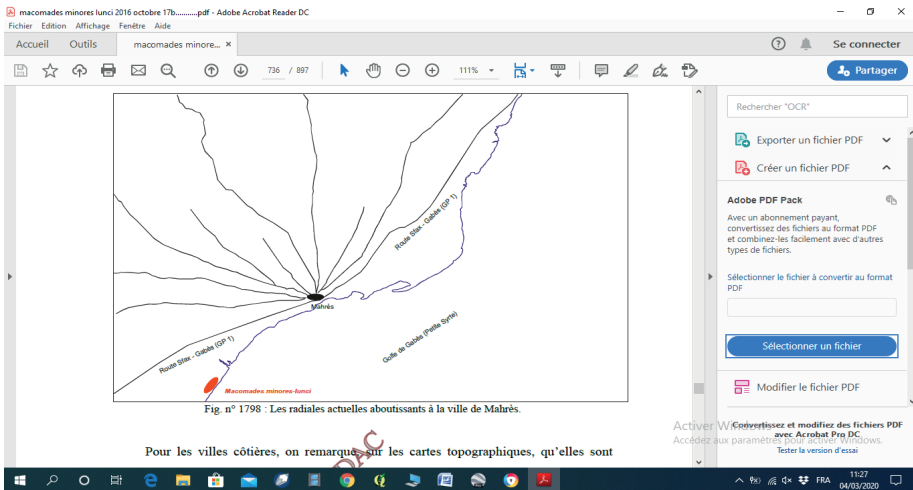 macomades minores lunci 2016 octobre 17b...........pdf - Adobe Acrobat Reader DC
Fichier Edition Affichage Fenêtre Aide
Accueil Outils macomades minore... × Se connecter
736 / 897 111% Partager
Route Sfax - Gabès (GP 1)
Mahrès
Golfe de Gabès (Petite Syrte)
Route Sfax - Gabès (GP 1)
Macomades minores-lunci
Fig. n° 1798 : Les radiales actuelles aboutissants à la ville de Mahrès.
Pour les villes côtières, on remarque, sur les cartes topographiques, qu'elles sont
DAC
Rechercher "OCR"
Exporter un fichier PDF
Créer un fichier PDF
Adobe PDF Pack
Avec un abonnement payant,
convertissez des fichiers au format PDF
et combinez-les facilement avec d'autres
types de fichiers.
Sélectionner le fichier à convertir au format
PDF
Sélectionner un fichier
Modifier le fichier PDF
Activer Windows
Accédez aux paramètres pour activer Windows.
Convertissez et modifiez des fichiers PDF
avec Acrobat Pro DC
Tester la version d'essai
FRA
11:27
04/03/2020